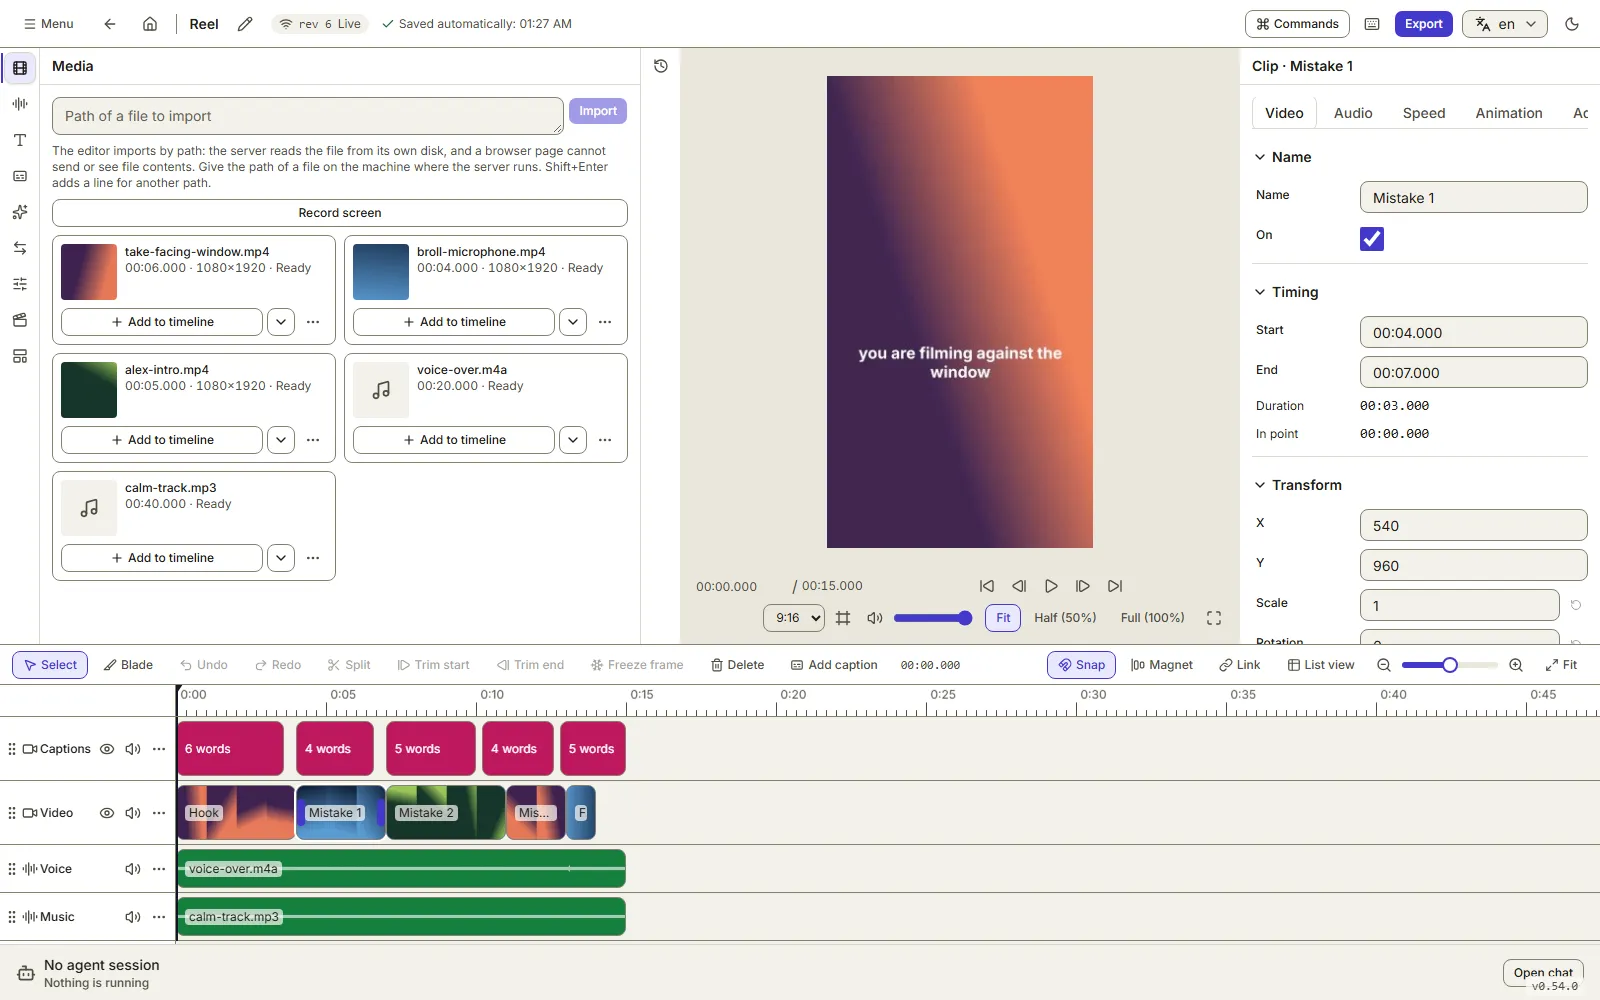 Menu
Reel
rev 6 Live
Saved automatically: 01:27 AM
Commands
Export
en
Media
Path of a file to import
Import
The editor imports by path: the server reads the file from its own disk, and a browser page cannot
send or see file contents. Give the path of a file on the machine where the server runs. Shift+Enter
adds a line for another path.
Record screen
take-facing-window.mp4
00:06.000 · 1080×1920 · Ready
Add to timeline
broll-microphone.mp4
00:04.000 · 1080×1920 · Ready
Add to timeline
alex-intro.mp4
00:05.000 · 1080×1920 · Ready
Add to timeline
voice-over.m4a
00:20.000 · Ready
Add to timeline
calm-track.mp3
00:40.000 · Ready
Add to timeline
you are filming against the
window
00:00.000 / 00:15.000
9:16
Fit
Half (50%)
Full (100%)
Clip · Mistake 1
Video
Audio
Speed
Animation
Name
Name
Mistake 1
On
Timing
Start
00:04.000
End
00:07.000
Duration
00:03.000
In point
00:00.000
Transform
X
540
Y
960
Scale
1
Rotation
Select
Blade
Undo
Redo
Split
Trim start
Trim end
Freeze frame
Delete
Add caption
00:00.000
Snap
Magnet
Link
List view
Fit
0:00 0:05 0:10 0:15 0:20 0:25 0:30 0:35 0:40 0:45
Captions
6 words
4 words
5 words
4 words
5 words
Video
Hook
Mistake 1
Mistake 2
Mis...
F
Voice
voice-over.m4a
Music
calm-track.mp3
No agent session
Nothing is running
Open chat
v0.54.0